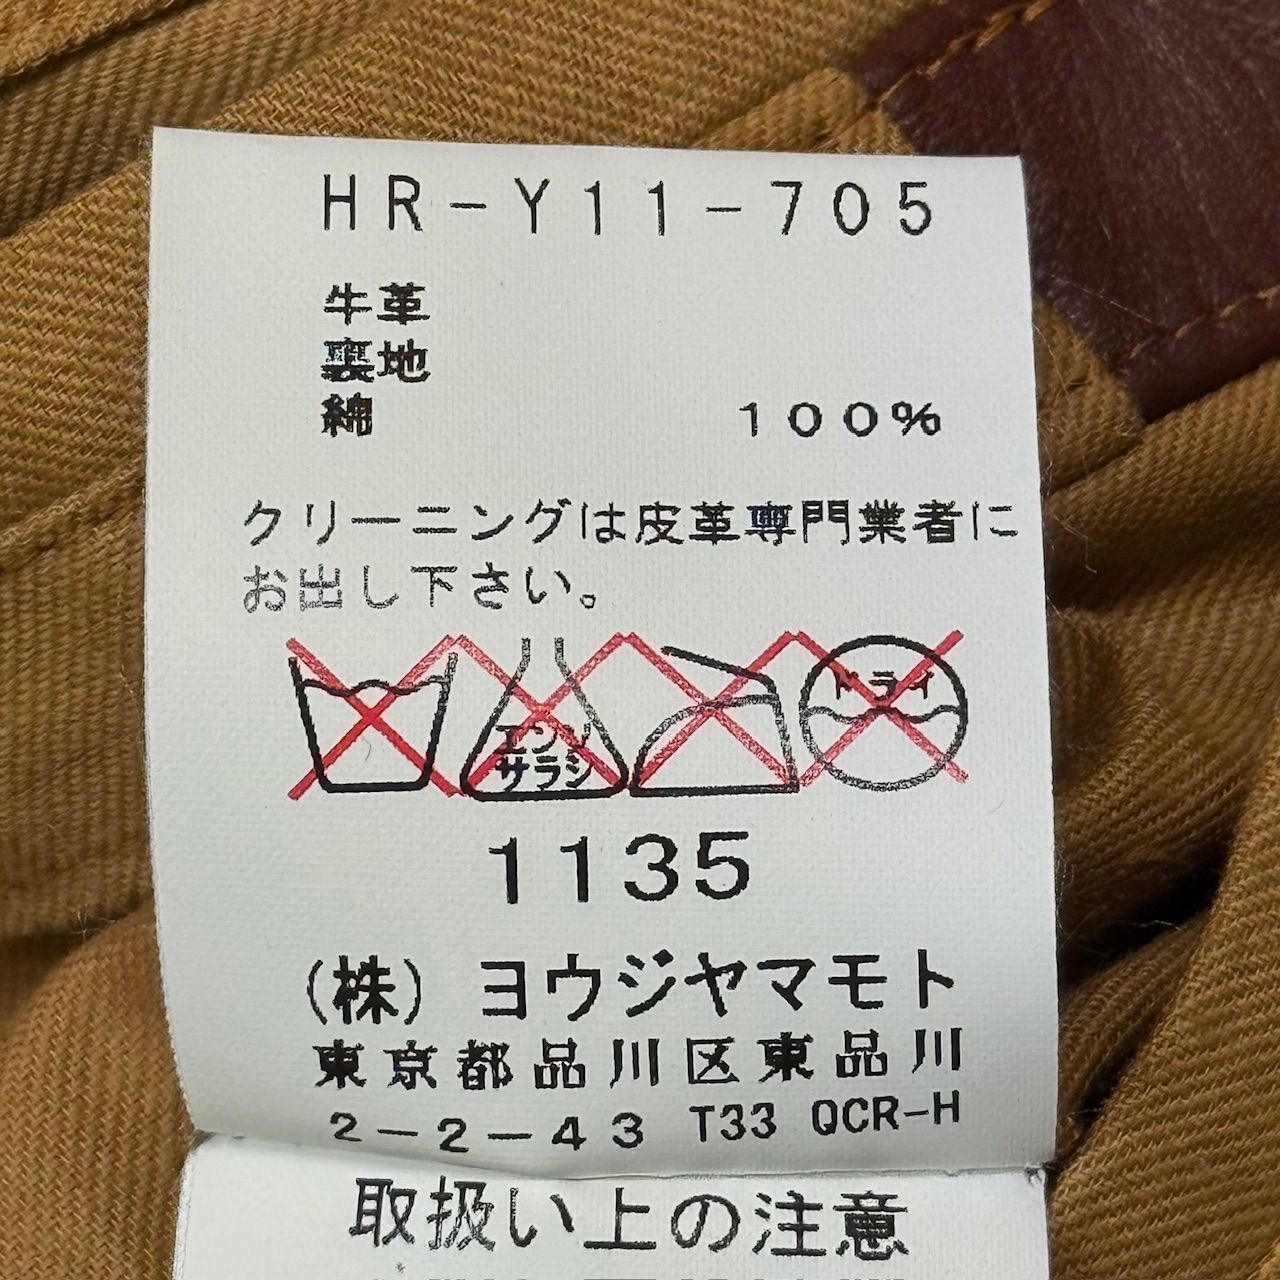 HR-Y11-705
牛革
裏地
綿 100%
クリーニングは皮革専門業者に
お出し下さい。
エンソ
サラシ
ドライ
1135
(株) ヨウジヤマモト
東京都品川区東品川
2-2-43 T33 QCR-H
取扱い上の注意